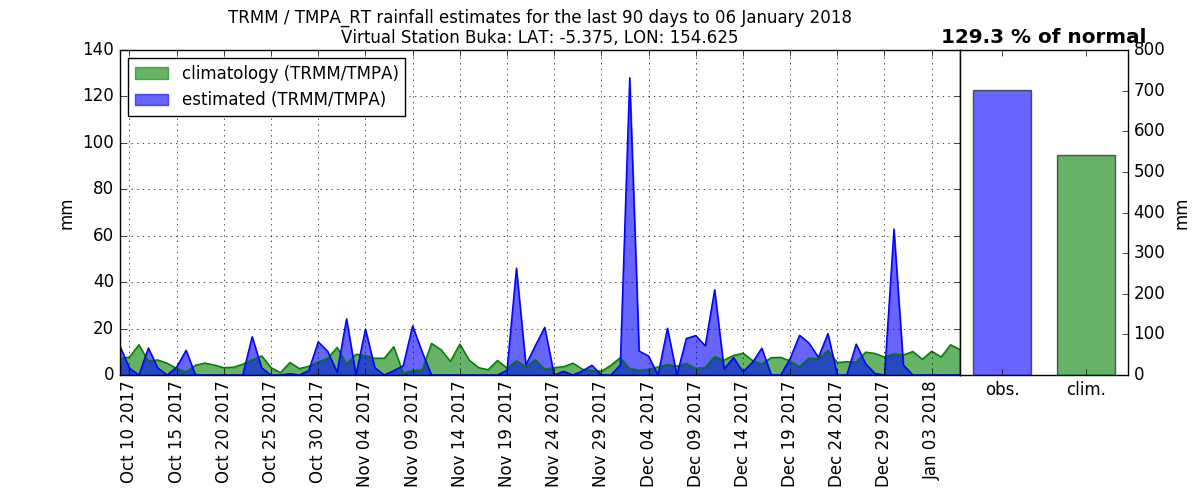 TRMM / TMPA_RT rainfall estimates for the last 90 days to 06 January 2018
Virtual Station Buka: LAT: -5.375, LON: 154.625
129.3 % of normal
climatology (TRMM/TMPA)
estimated (TRMM/TMPA)
mm
140
120
100
80
60
40
20
0
Oct 10 2017
Oct 15 2017
Oct 20 2017
Oct 25 2017
Oct 30 2017
Nov 04 2017
Nov 09 2017
Nov 14 2017
Nov 19 2017
Nov 24 2017
Nov 29 2017
Dec 04 2017
Dec 09 2017
Dec 14 2017
Dec 19 2017
Dec 24 2017
Dec 29 2017
Jan 03 2018
800
700
600
500
400
300
200
100
0
mm
obs.
clim.